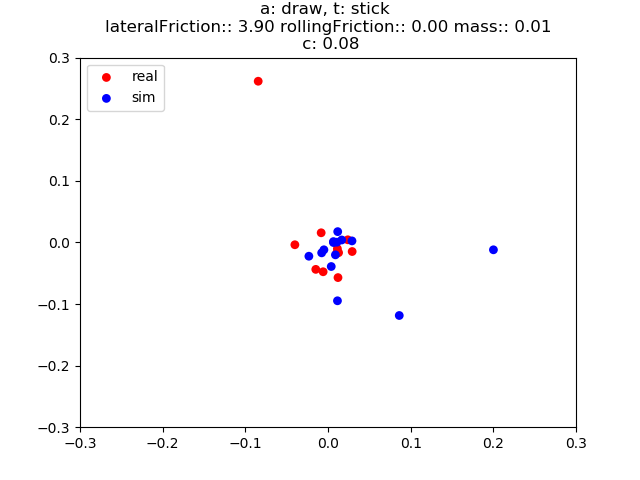 a: draw, t: stick
lateralFriction:: 3.90 rollingFriction:: 0.00 mass:: 0.01
c: 0.08
real
sim
0.3
0.2
0.1
0.0
−0.1
−0.2
−0.3
−0.3 −0.2 −0.1 0.0 0.1 0.2 0.3